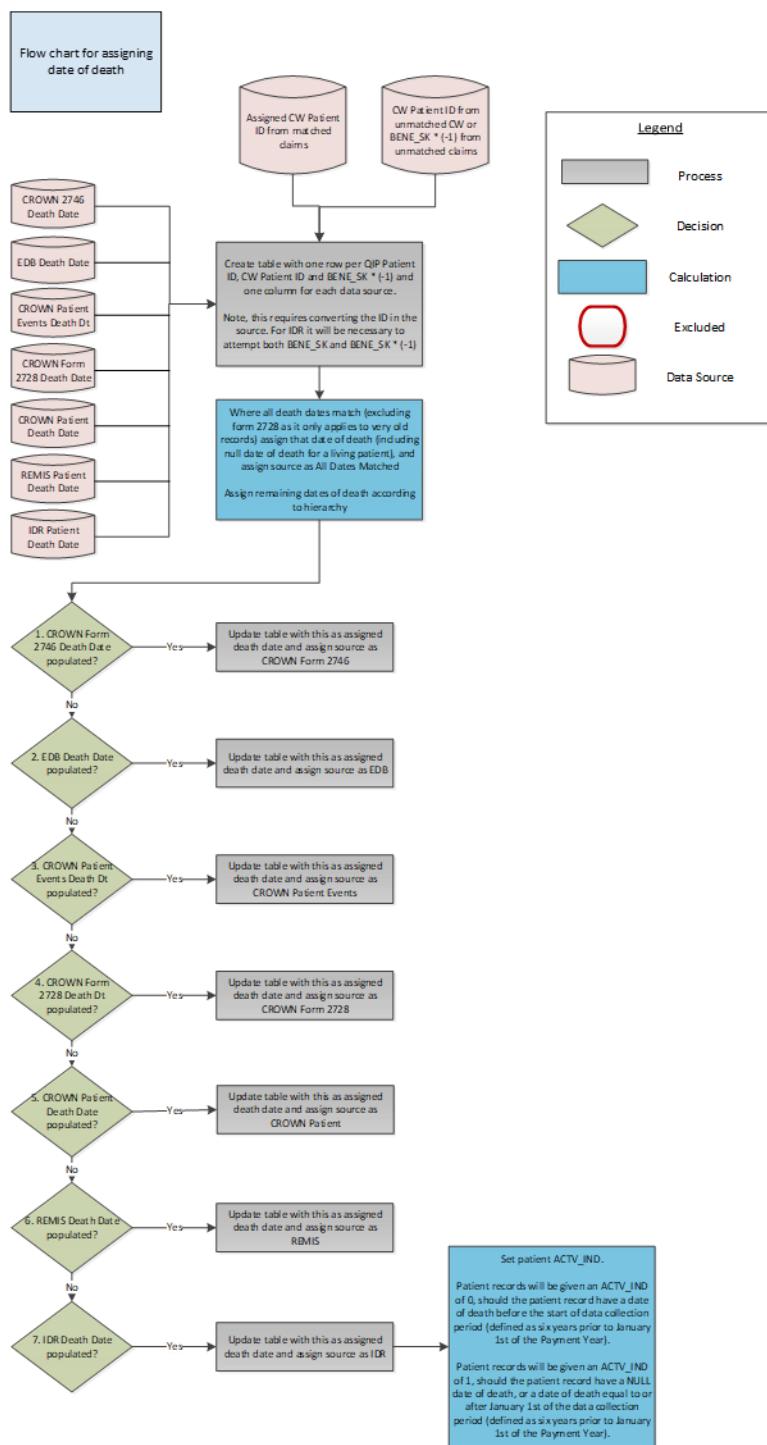 Flow chart for assigning
date of death
Assigned CW Patient
ID from matched
claims
CW Patient ID from
unmatched CW or
BENE_SK * (-1) from
unmatched claims
Legend
Process
Decision
Calculation
Excluded
Data Source
CROWN 2746
Death Date
EDB Death Date
CROWN Patient
Events Death Dt
CROWN Form
2728 Death Date
CROWN Patient
Death Date
REMIS Patient
Death Date
IDR Patient
Death Date
Create table with one row per QIP Patient
ID, CW Patient ID and BENE_SK * (-1) and
one column for each data source.
Note, this requires converting the ID in the
source. For IDR it will be necessary to
attempt both BENE_SK and BENE_SK * (-1)
Where all death dates match (excluding
form 2728 as it only applies to very old
records) assign that date of death (including
null date of death for a living patient), and
assign source as All Dates Matched
Assign remaining dates of death according
to hierarchy
1. CROWN Form
2746 Death Date
populated?
Yes
Update table with this as assigned
death date and assign source as
CROWN Form 2746
No
2. EDB Death Date
populated?
Yes
Update table with this as assigned
death date and assign source as EDB
No
3. CROWN Patient
Events Death Dt
populated?
Yes
Update table with this as assigned
death date and assign source as
CROWN Patient Events
No
4. CROWN Form
2728 Death Dt
populated?
Yes
Update table with this as assigned
death date and assign source as
CROWN Form 2728
No
5. CROWN Patient
Death Date
populated?
Yes
Update table with this as assigned
death date and assign source as
CROWN Patient
No
6. REMIS Death Date
populated?
Yes
Update table with this as assigned
death date and assign source as
REMIS
No
7. IDR Death Date
populated?
Yes
Update table with this as assigned
death date and assign source as IDR
Set patient ACTV_IND.
Patient records will be given an ACTV_IND
of 0, should the patient record have a date
of death before the start of data collection
period (defined as six years prior to January
1st of the Payment Year).
Patient records will be given an ACTV_IND
of 1, should the patient record have a NULL
date of death, or a date of death equal to or
after January 1st of the data collection
period (defined as six years prior to January
1st of the Payment Year).